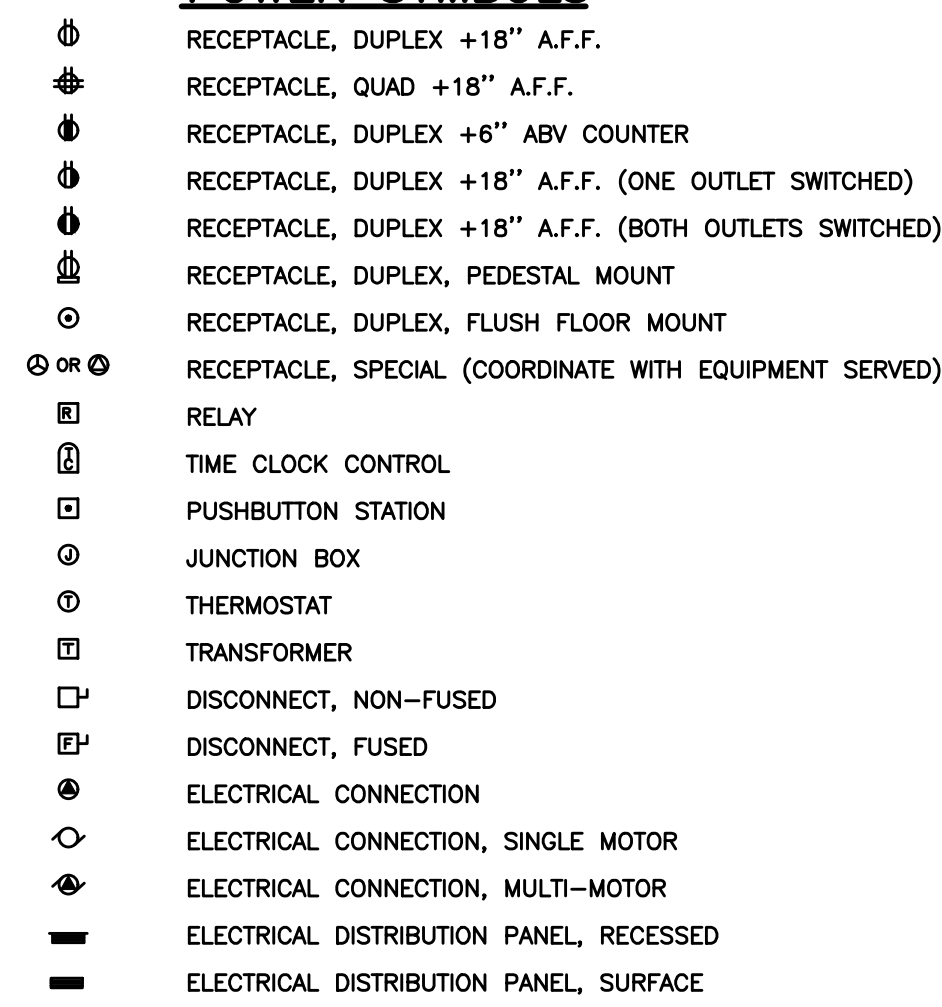 POWER SYMBOLS
RECEPTACLE, DUPLEX +18" A.F.F.
RECEPTACLE, QUAD +18" A.F.F.
RECEPTACLE, DUPLEX +6" ABV COUNTER
RECEPTACLE, DUPLEX +18" A.F.F. (ONE OUTLET SWITCHED)
RECEPTACLE, DUPLEX +18" A.F.F. (BOTH OUTLETS SWITCHED)
RECEPTACLE, DUPLEX, PEDESTAL MOUNT
RECEPTACLE, DUPLEX, FLUSH FLOOR MOUNT
OR RECEPTACLE, SPECIAL (COORDINATE WITH EQUIPMENT SERVED)
R RELAY
TC TIME CLOCK CONTROL
PUSHBUTTON STATION
J JUNCTION BOX
T THERMOSTAT
T TRANSFORMER
DISCONNECT, NON-FUSED
F DISCONNECT, FUSED
ELECTRICAL CONNECTION
ELECTRICAL CONNECTION, SINGLE MOTOR
ELECTRICAL CONNECTION, MULTI-MOTOR
ELECTRICAL DISTRIBUTION PANEL, RECESSED
ELECTRICAL DISTRIBUTION PANEL, SURFACE